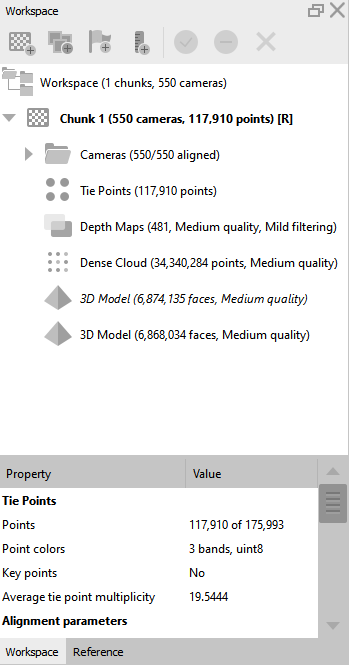 Workspace
Workspace (1 chunks, 550 cameras)
Chunk 1 (550 cameras, 117,910 points) [R]
Cameras (550/550 aligned)
Tie Points (117,910 points)
Depth Maps (481, Medium quality, Mild filtering)
Dense Cloud (34,340,284 points, Medium quality)
3D Model (6,874,135 faces, Medium quality)
3D Model (6,868,034 faces, Medium quality)
Property Value
Tie Points
Points 117,910 of 175,993
Point colors 3 bands, uint8
Key points No
Average tie point multiplicity 19.5444
Alignment parameters
Workspace Reference